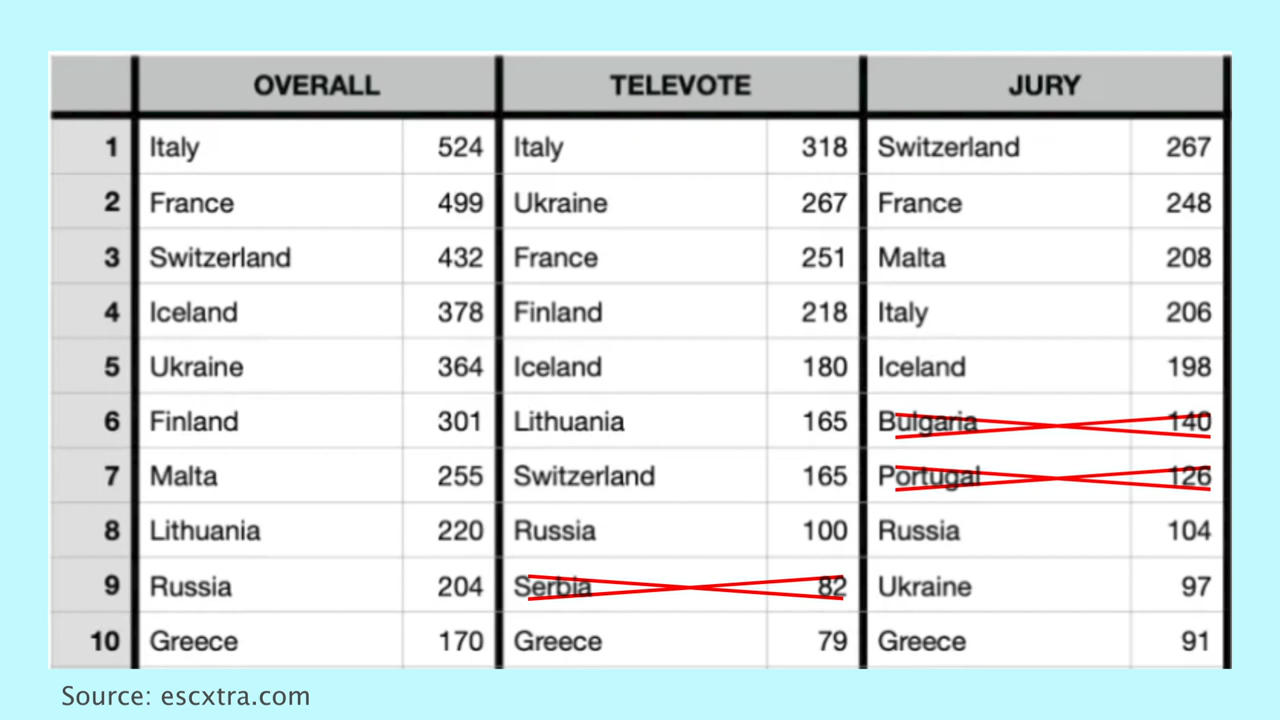 OVERALL TELEVOTE JURY
1 Italy 524 Italy 318 Switzerland 267
2 France 499 Ukraine 267 France 248
3 Switzerland 432 France 251 Malta 208
4 Iceland 378 Finland 218 Italy 206
5 Ukraine 364 Iceland 180 Iceland 198
6 Finland 301 Lithuania 165 Bulgaria 140
7 Malta 255 Switzerland 165 Portugal 126
8 Lithuania 220 Russia 100 Russia 104
9 Russia 204 Serbia 82 Ukraine 97
10 Greece 170 Greece 79 Greece 91
Source: escxtra.com